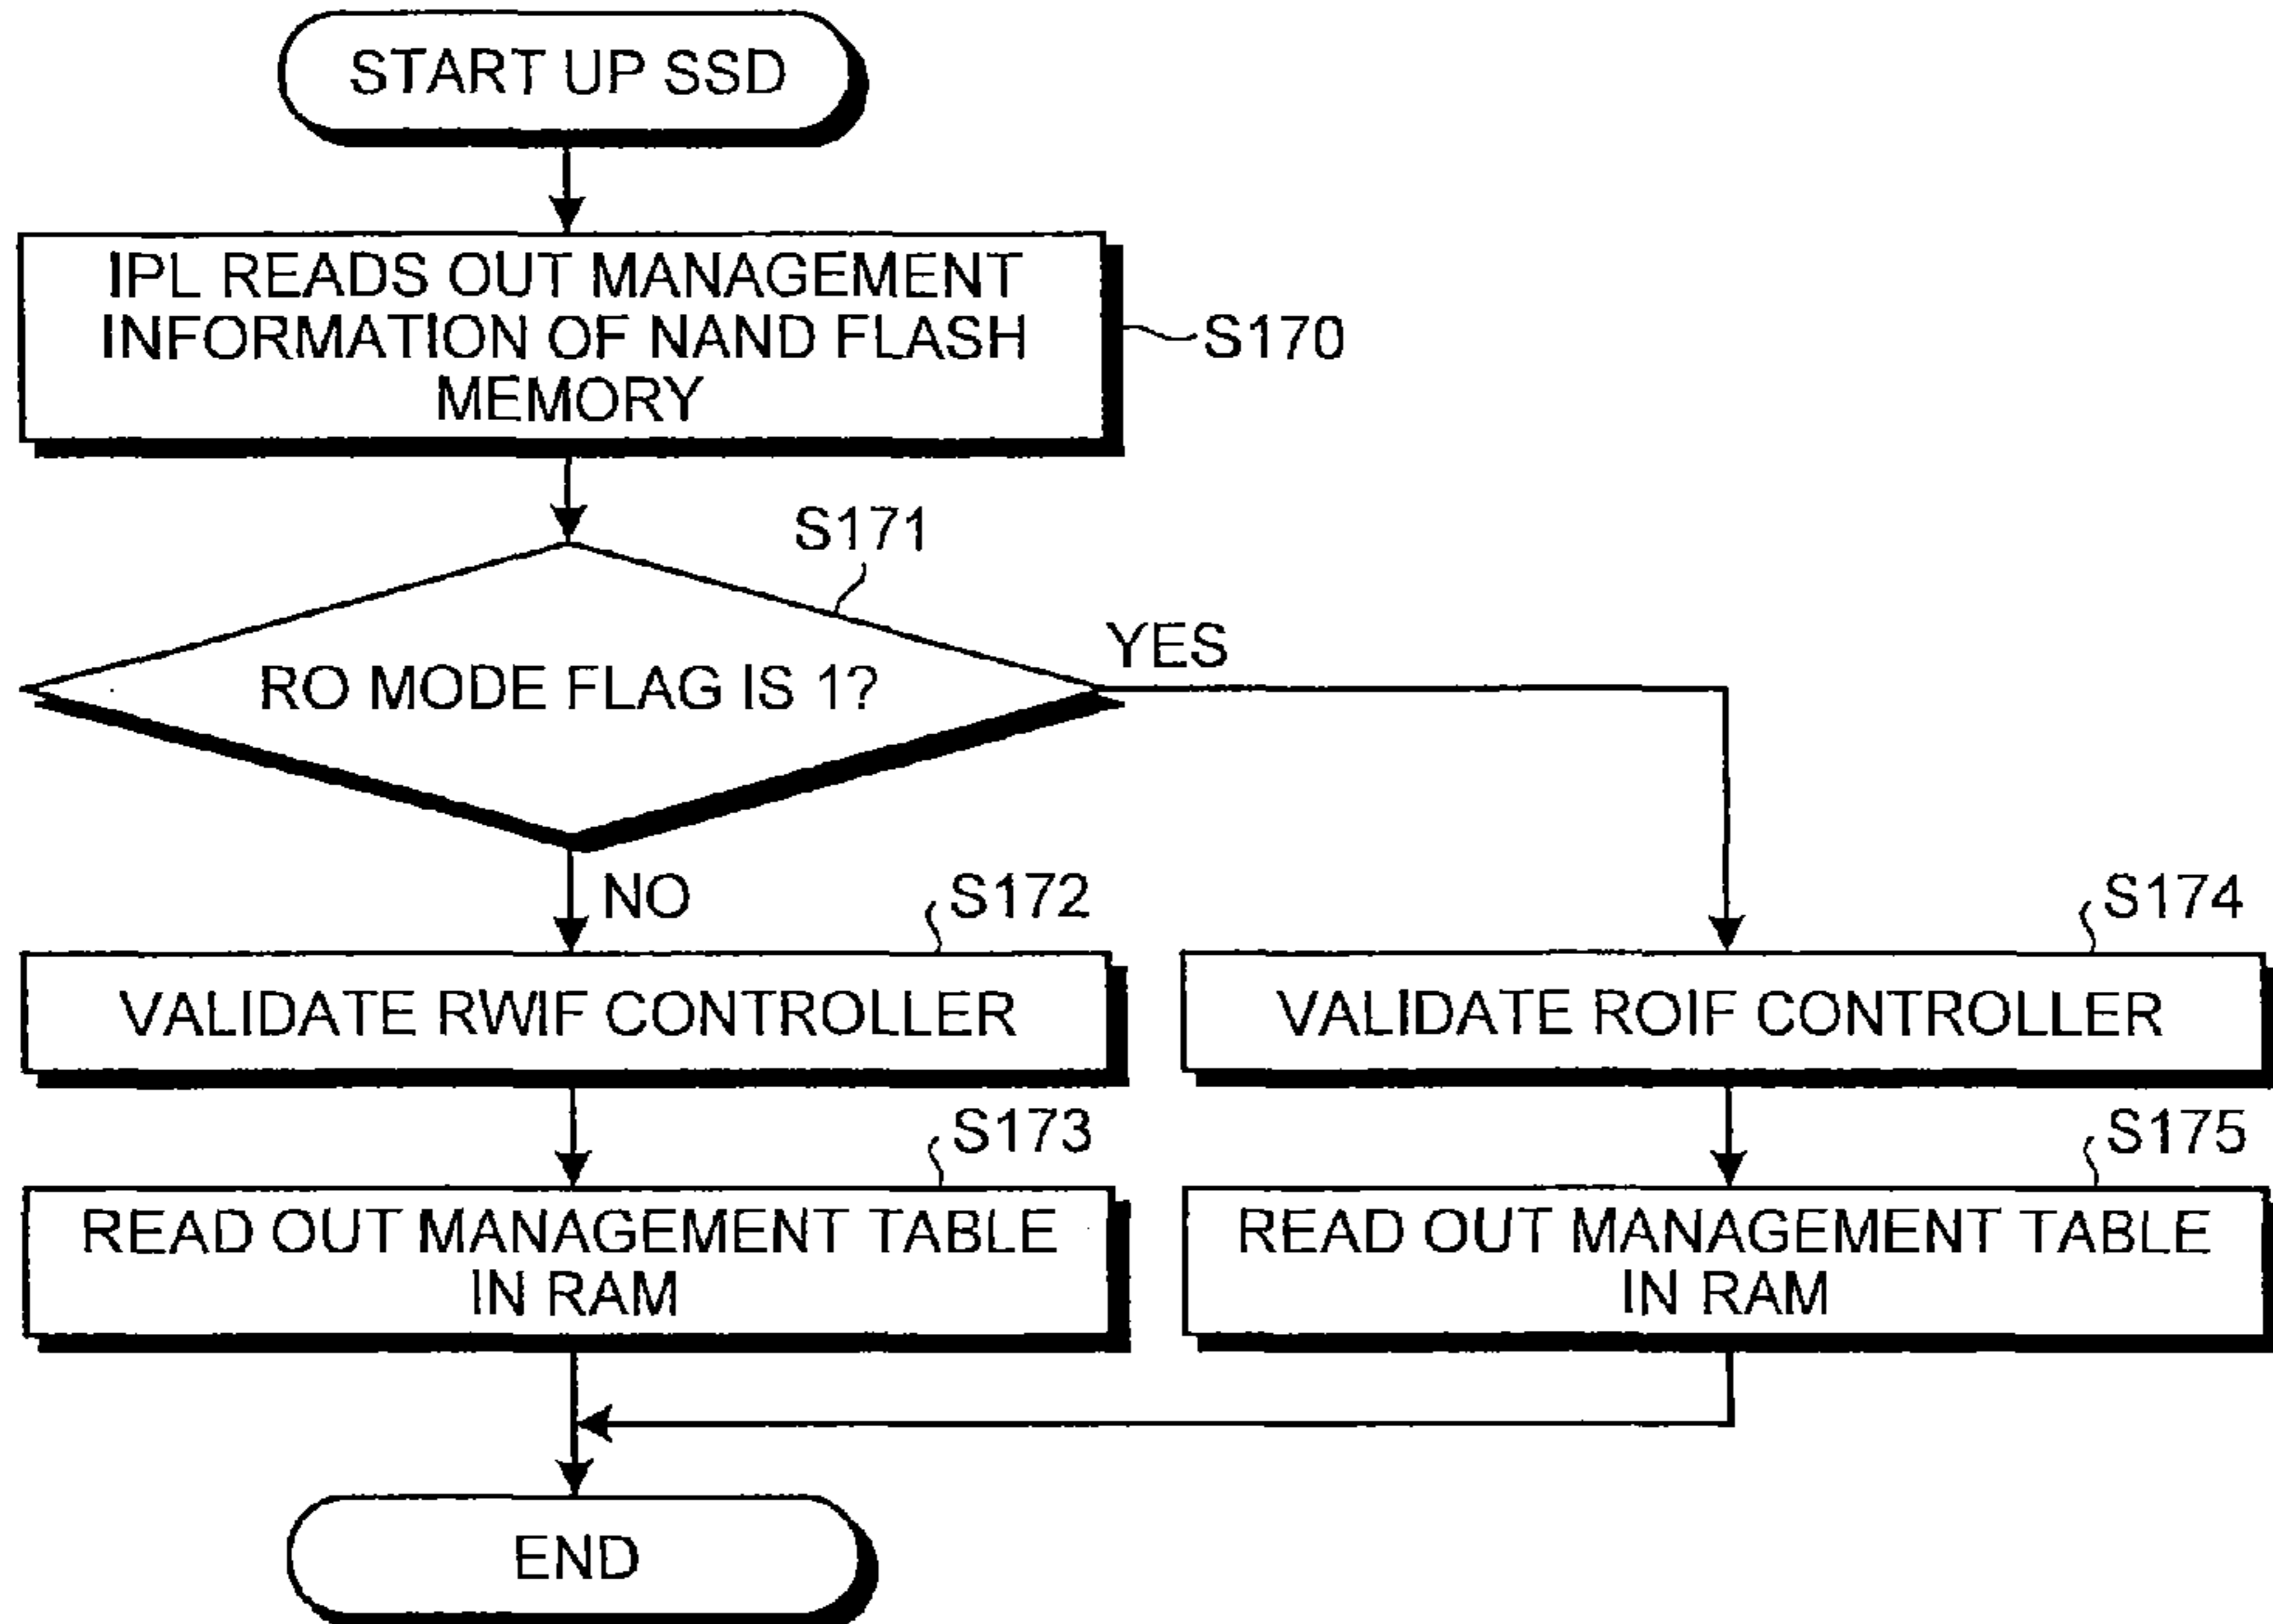 START UP SSD
IPL READS OUT MANAGEMENT
INFORMATION OF NAND FLASH
MEMORY
S170
S171
RO MODE FLAG IS 1?
YES
NO
S172
VALIDATE RWIF CONTROLLER
S174
VALIDATE ROIF CONTROLLER
S173
READ OUT MANAGEMENT TABLE
IN RAM
S175
READ OUT MANAGEMENT TABLE
IN RAM
END